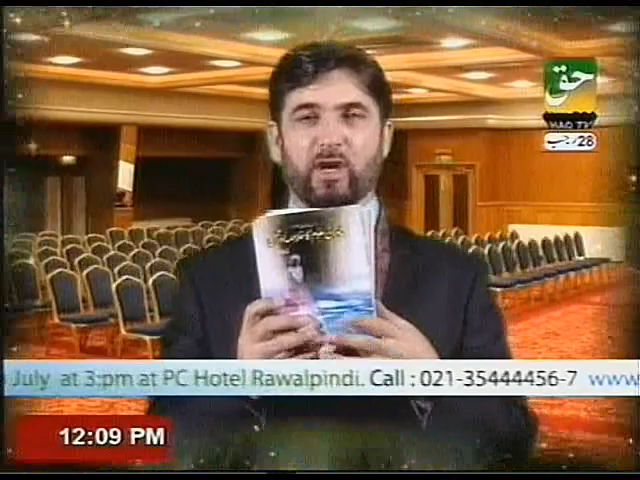 حق
HAQ TV
28 رجب
July at 3:pm at PC Hotel Rawalpindi. Call : 021-35444456-7 www.
12:09 PM